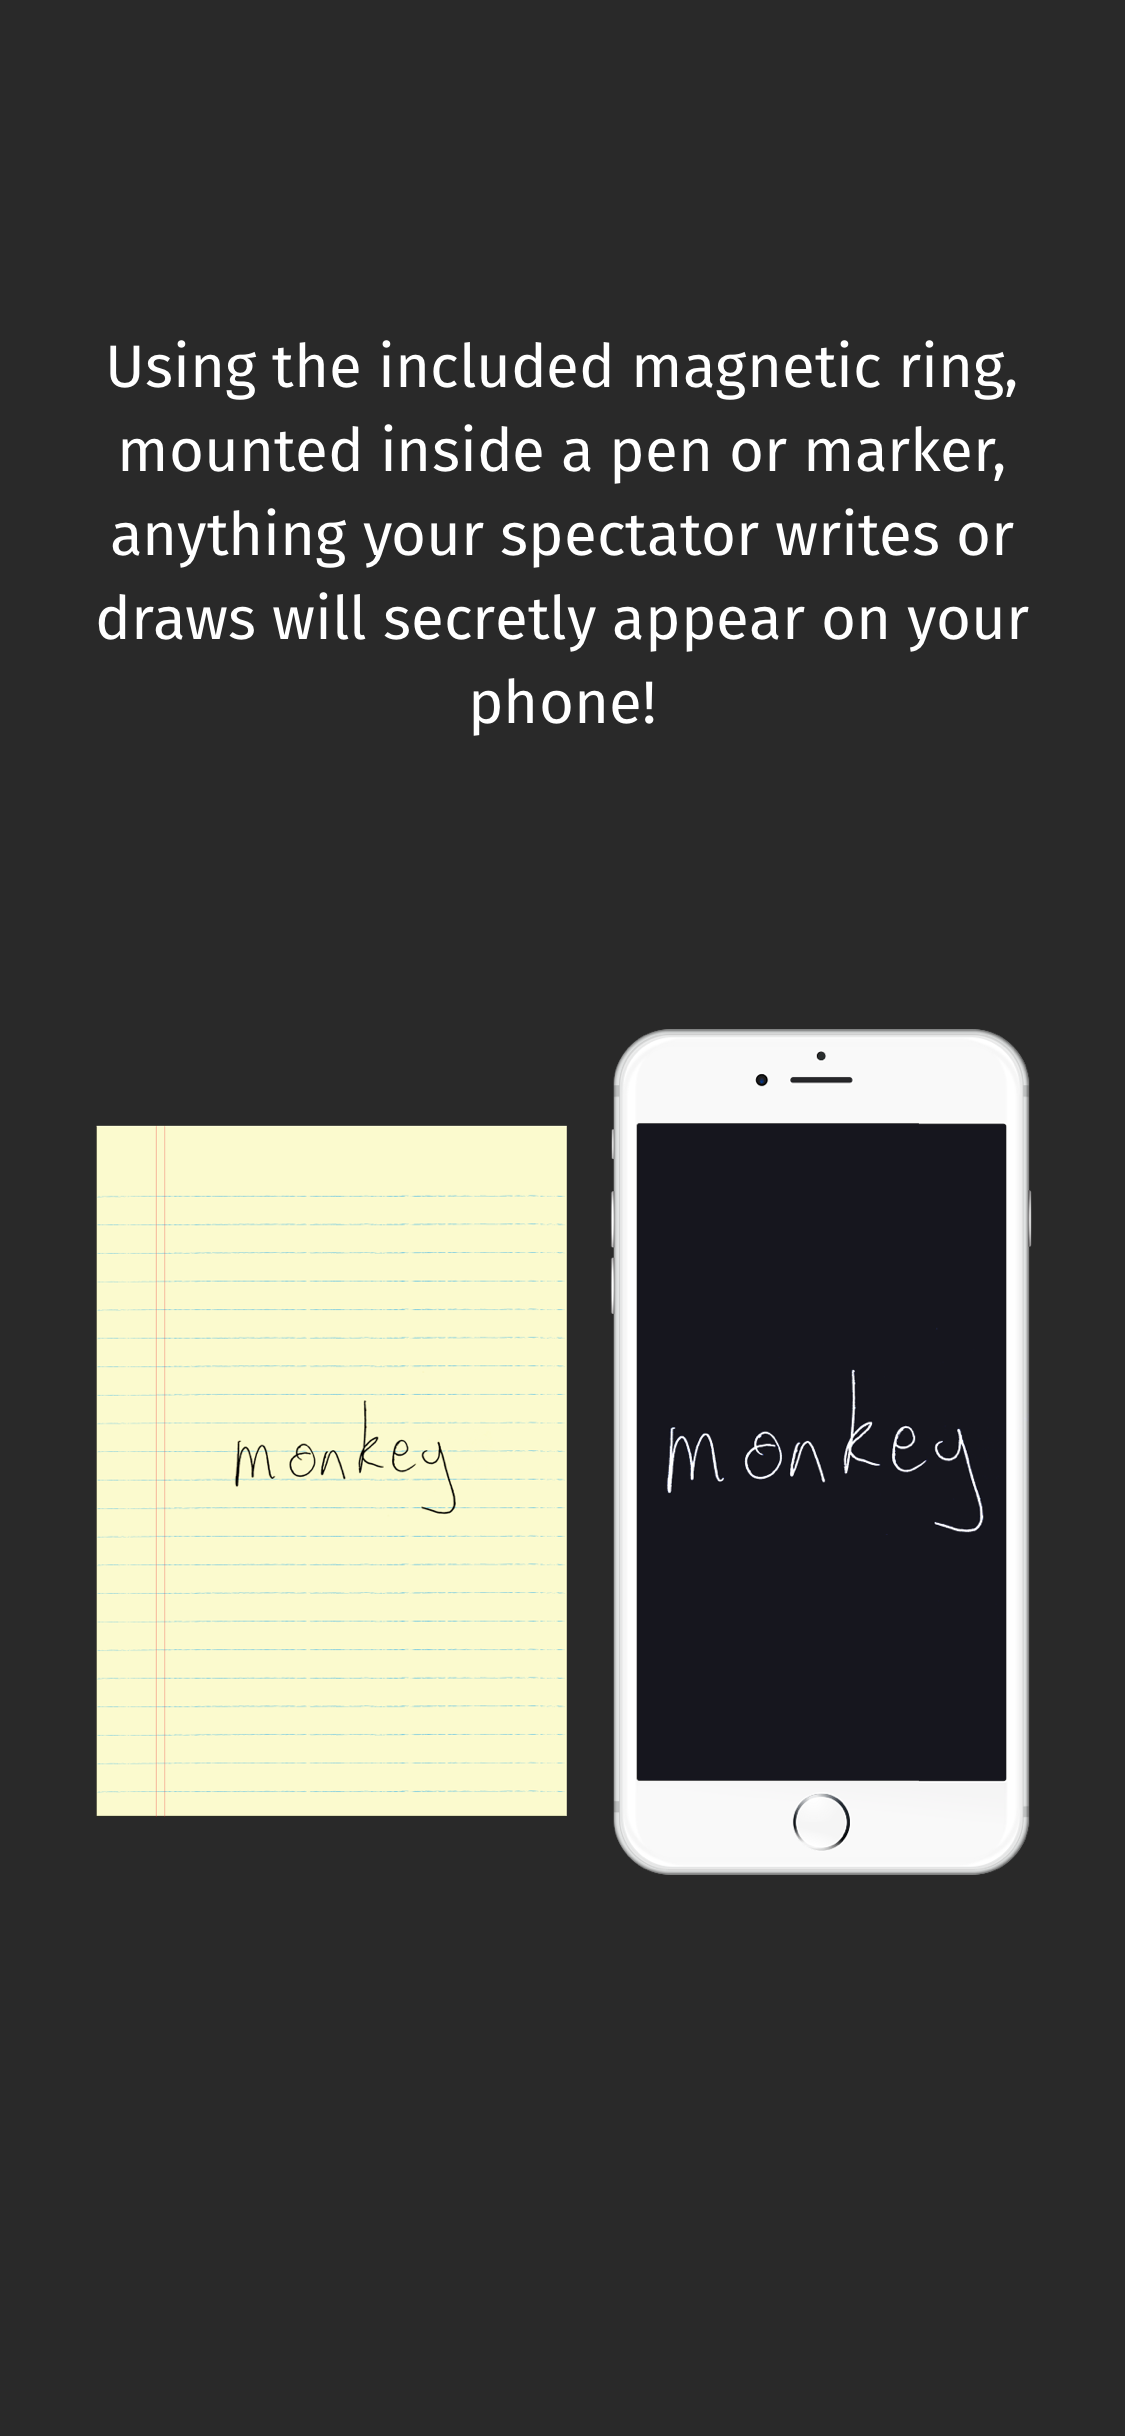 Using the included magnetic ring,
mounted inside a pen or marker,
anything your spectator writes or
draws will secretly appear on your
phone!
monkey
monkey